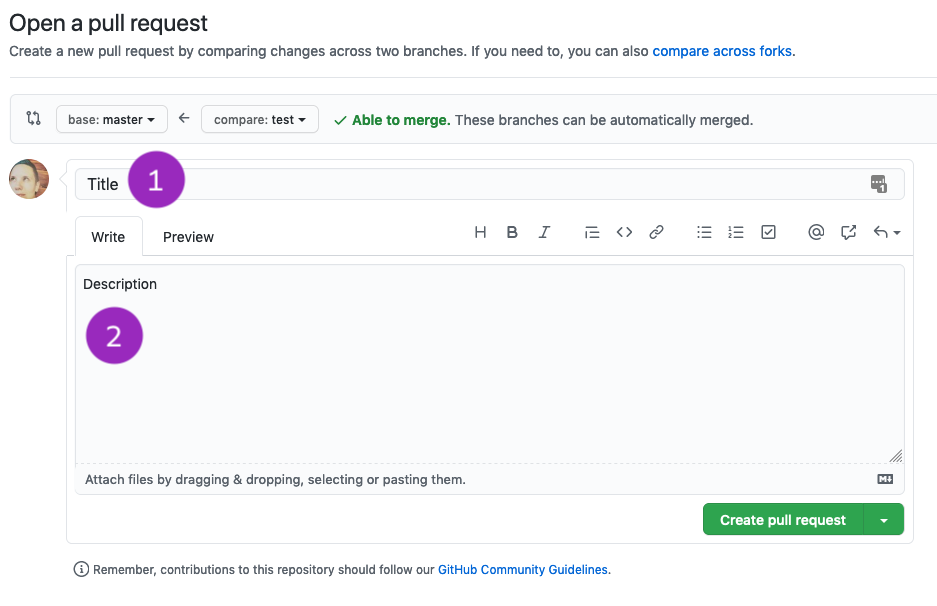 Open a pull request
Create a new pull request by comparing changes across two branches. If you need to, you can also compare across forks.
base: master
compare: test
Able to merge. These branches can be automatically merged.
Title
1
Write
Preview
H B I
Description
2
Attach files by dragging & dropping, selecting or pasting them.
Create pull request
Remember, contributions to this repository should follow our GitHub Community Guidelines.